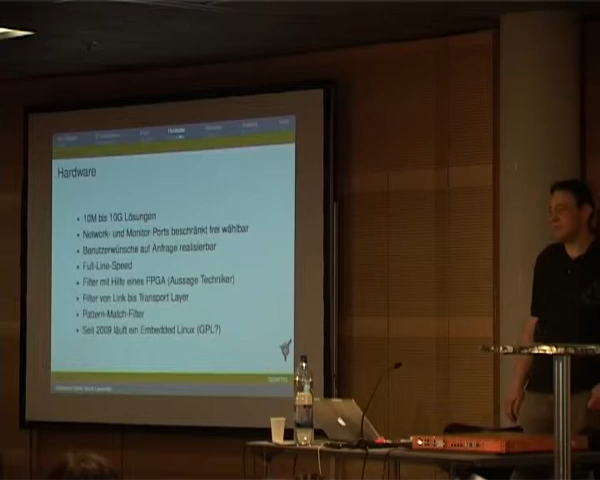 Hardware
Hardware
• 10M bis 10G Lösungen
• Network- und Monitor-Ports beschränkt frei wählbar
• Benutzerwünsche auf Anfrage realisierbar
• Full-Line-Speed
• Filter mit Hilfe eines FPGA (Aussage Techniker)
• Filter von Link bis Transport Layer
• Pattern-Match-Filter
• Seit 2009 läuft ein Embedded Linux (GPL?)